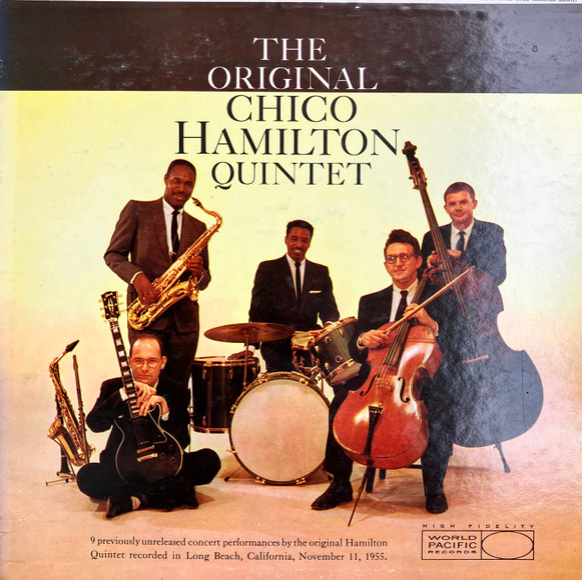 THE
ORIGINAL
CHICO
HAMILTON
QUINTET
9 previously unreleased concert performances by the original Hamilton
Quintet recorded in Long Beach, California, November 11, 1955.
HIGH FIDELITY
WORLD
PACIFIC
RECORDS